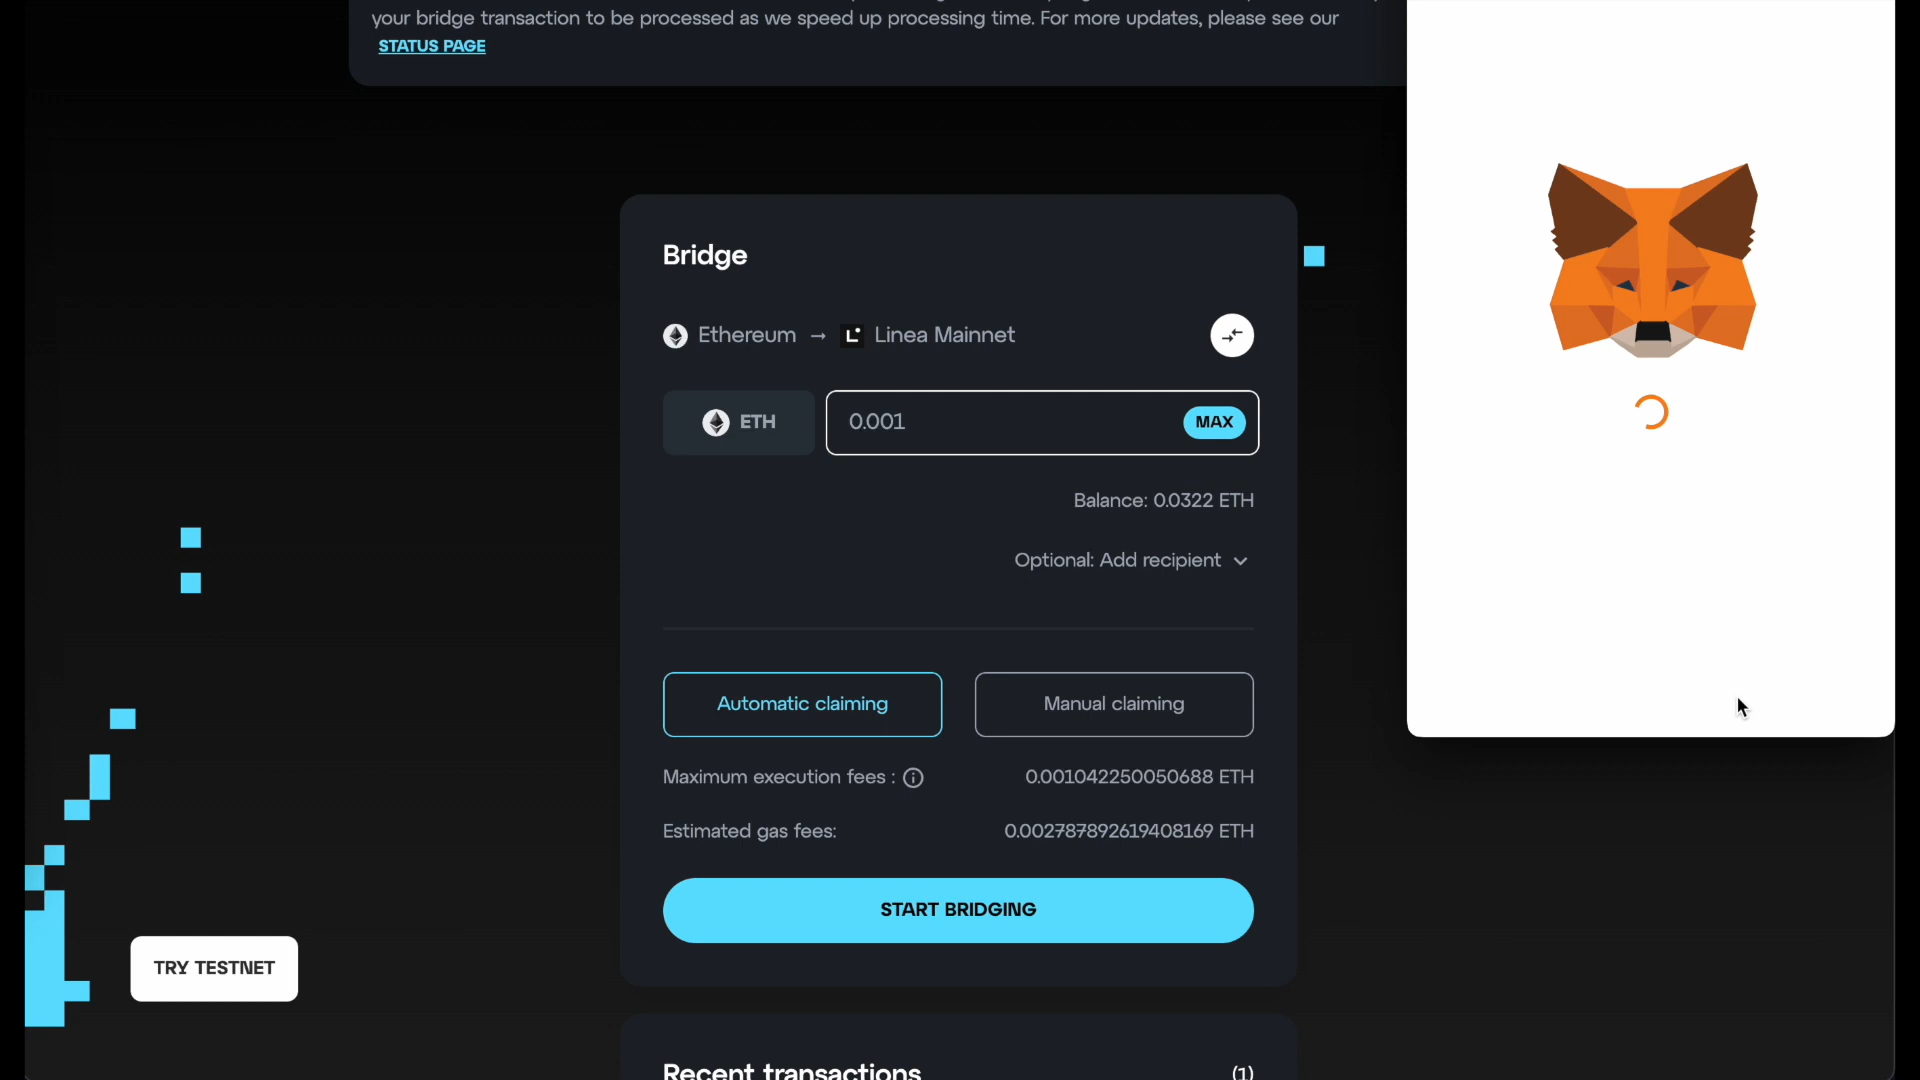 your bridge transaction to be processed as we speed up processing time. For more updates, please see our
STATUS PAGE
Bridge
Ethereum → Linea Mainnet
ETH
0.001
MAX
Balance: 0.0322 ETH
Optional: Add recipient
Automatic claiming
Manual claiming
Maximum execution fees :
0.001042250050688 ETH
Estimated gas fees:
0.002787892619408169 ETH
START BRIDGING
TRY TESTNET
Recent transactions
(1)